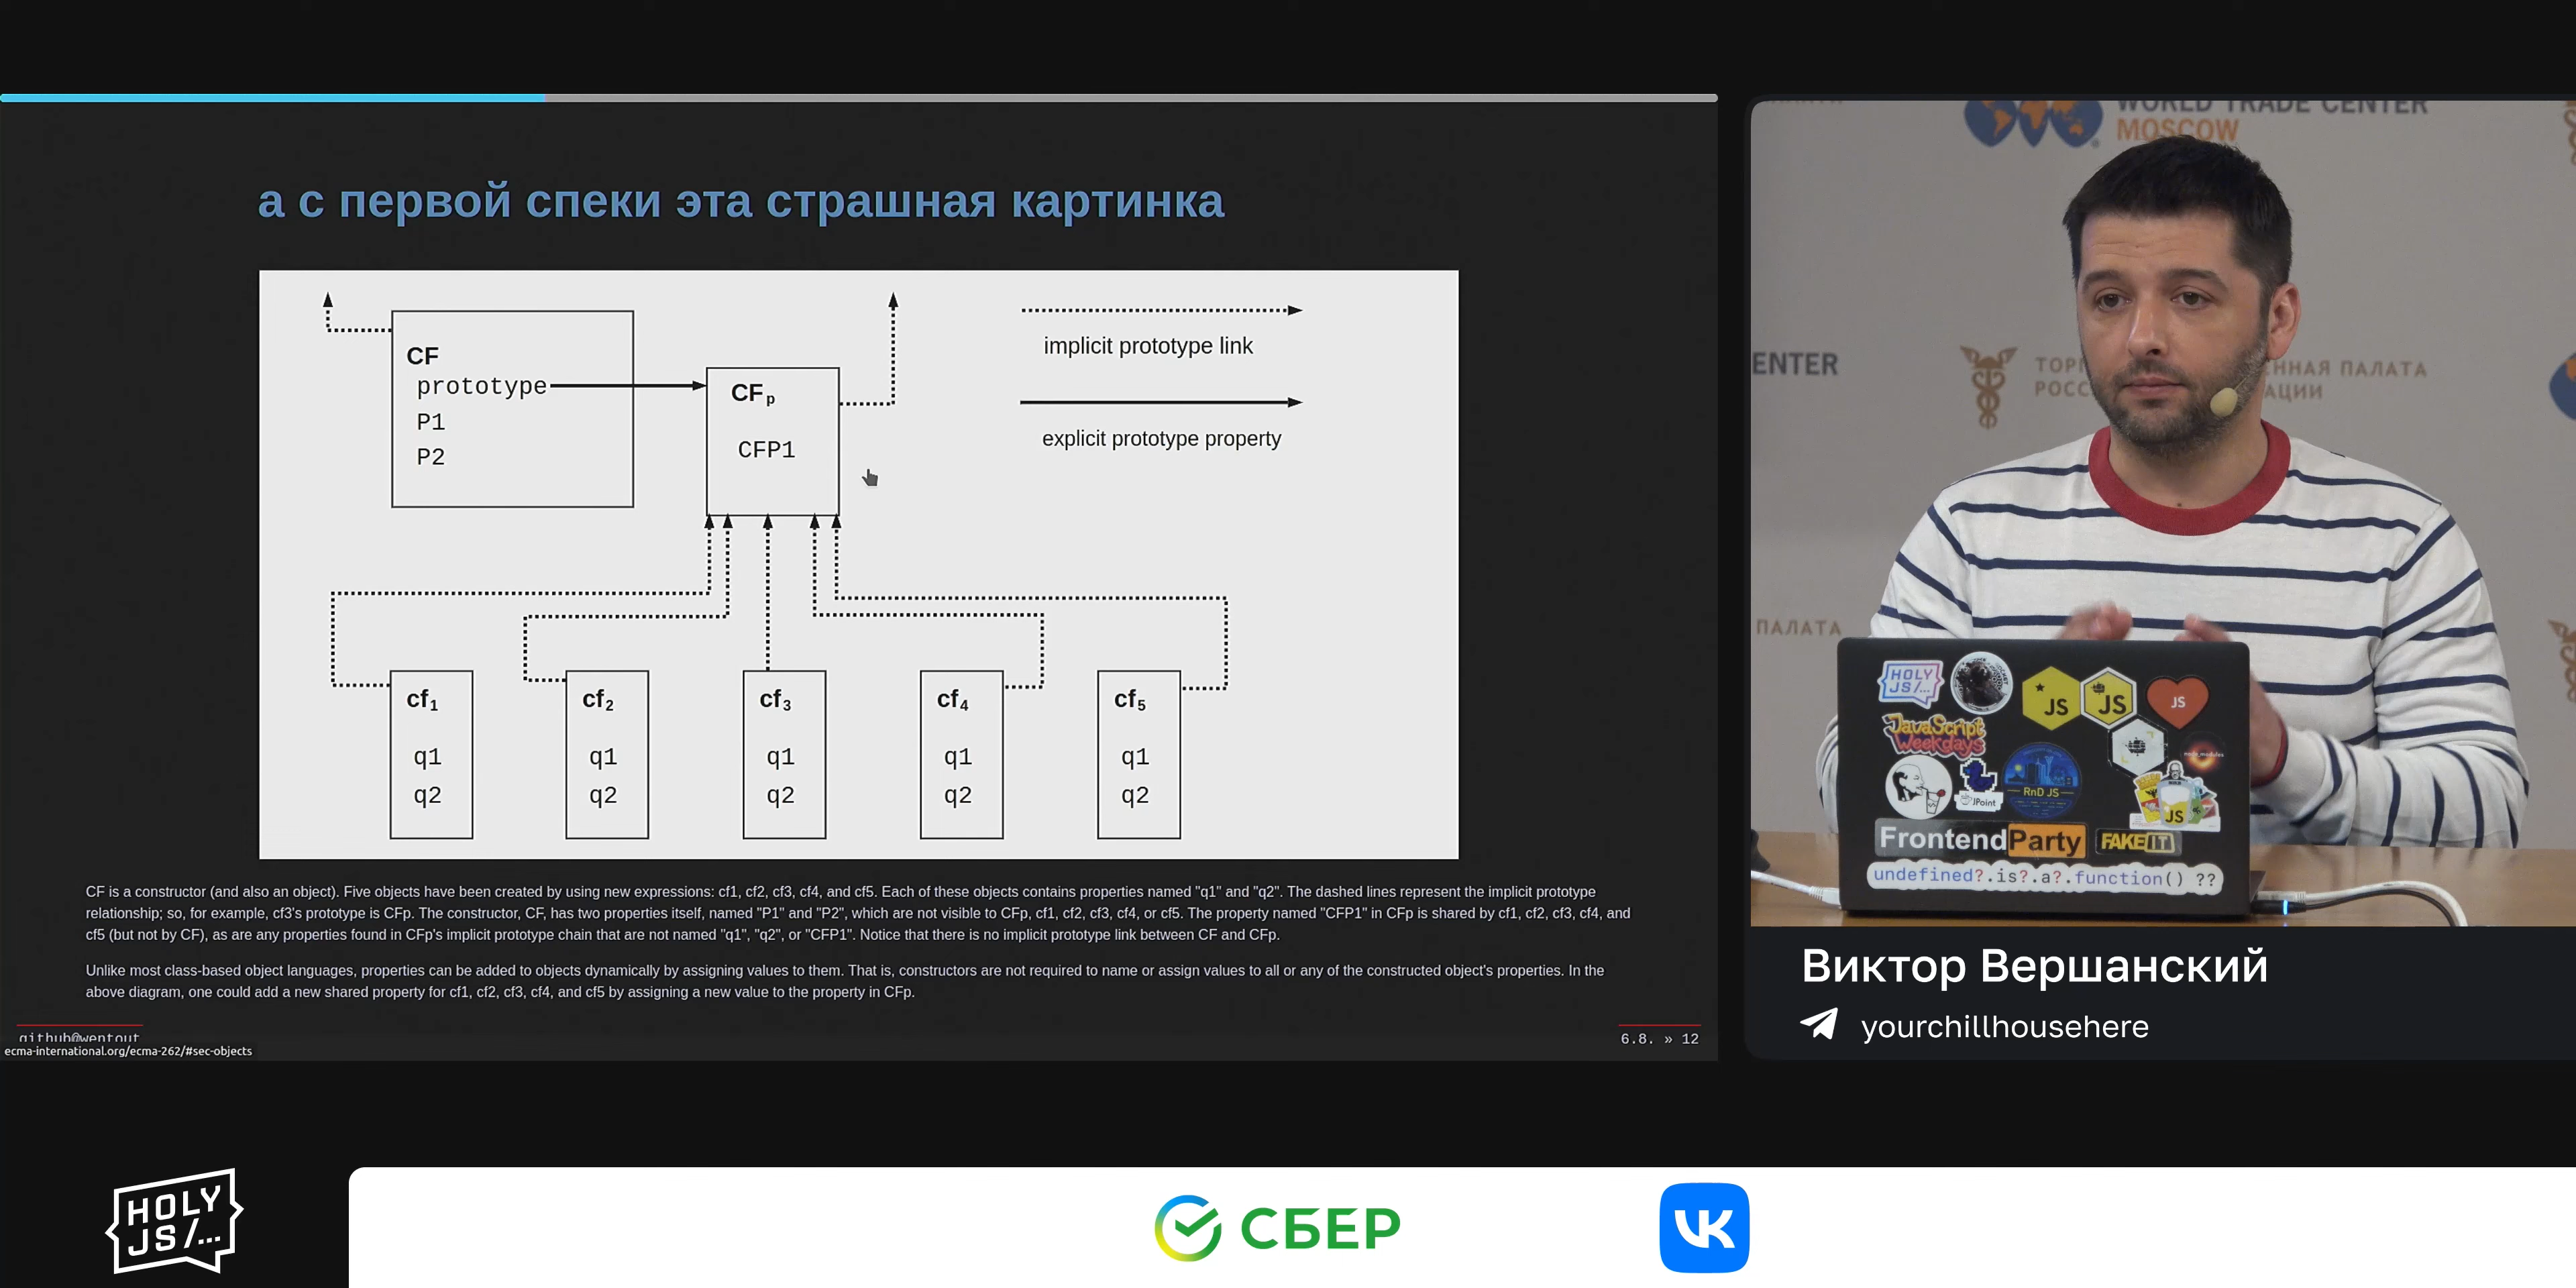 а с первой спеки эта страшная картинка
CF
prototype
P1
P2
CFp
CFP1
implicit prototype link
explicit prototype property
cf1
q1
q2
cf2
q1
q2
cf3
q1
q2
cf4
q1
q2
cf5
q1
q2
CF is a constructor (and also an object). Five objects have been created by using new expressions: cf1, cf2, cf3, cf4, and cf5. Each of these objects contains properties named "q1" and "q2". The dashed lines represent the implicit prototype
relationship; so, for example, cf3's prototype is CFp. The constructor, CF, has two properties itself, named "P1" and "P2", which are not visible to CFp, cf1, cf2, cf3, cf4, or cf5. The property named "CFP1" in CFp is shared by cf1, cf2, cf3, cf4, and
cf5 (but not by CF), as are any properties found in CFp's implicit prototype chain that are not named "q1", "q2", or "CFP1". Notice that there is no implicit prototype link between CF and CFp.
Unlike most class-based object languages, properties can be added to objects dynamically by assigning values to them. That is, constructors are not required to name or assign values to all or any of the constructed object's properties. In the
above diagram, one could add a new shared property for cf1, cf2, cf3, cf4, and cf5 by assigning a new value to the property in CFp.
github@wentout
ecma-international.org/ecma-262/#sec-objects
6.8. » 12
WORLD TRADE CENTER
MOSCOW
ENTER
ТОР ННАЯ ПАЛАТА
РОСС АЦИИ
ПАЛАТА
HOLY
JS/...
JS
JS
JS
JavaScript
Weekdays
node_modules
JPoint
RnD JS
JS
FrontendParty
FAKEIT
undefined?.is?.a?.function() ??
Виктор Вершанский
yourchillhousehere
HOLY
JS/...
СБЕР
VK